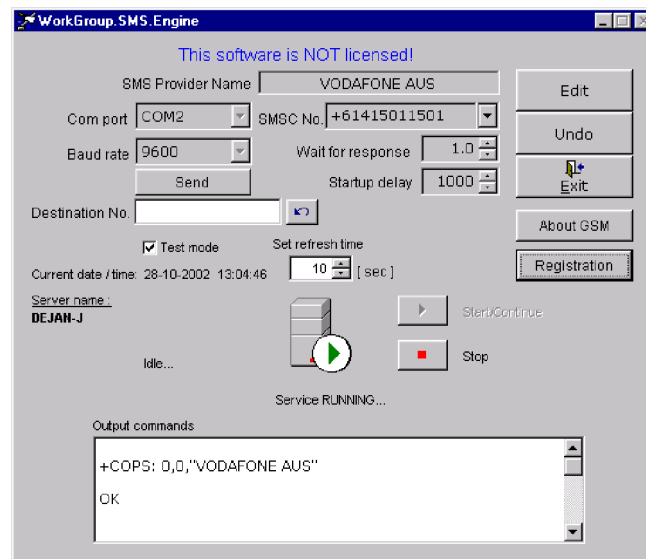 WorkGroup.SMS.Engine
This software is NOT licensed!
SMS Provider Name VODAFONE AUS
Edit
Com port COM2 SMSC No. +61415011501
Undo
Baud rate 9600 Wait for response 1.0
Send Startup delay 1000
Exit
Destination No.
About GSM
Test mode Set refresh time
Current date / time: 28-10-2002 13:04:46 10 [ sec ]
Registration
Server name :
DEJAN-J
Start/Continue
Idle...
Stop
Service RUNNING...
Output commands
+COPS: 0,0,"VODAFONE AUS"
OK